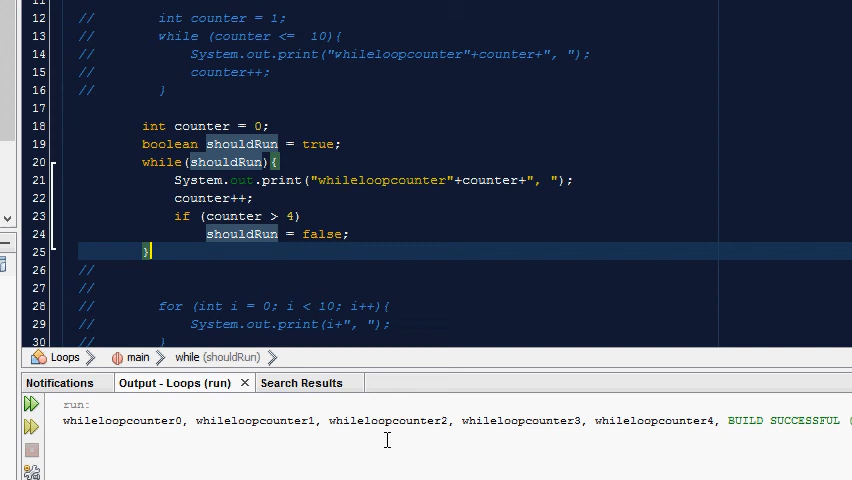 11
12 // int counter = 1;
13 // while (counter <= 10){
14 // System.out.print("whileloopcounter"+counter+", ");
15 // counter++;
16 // }
17
18 int counter = 0;
19 boolean shouldRun = true;
20 while(shouldRun){
21 System.out.print("whileloopcounter"+counter+", ");
22 counter++;
23 if (counter > 4)
24 shouldRun = false;
25 }
26 //
27 //
28 // for (int i = 0; i < 10; i++){
29 // System.out.print(i+", ");
30 // }
Loops main while (shouldRun)
Notifications Output - Loops (run) × Search Results
run:
whileloopcounter0, whileloopcounter1, whileloopcounter2, whileloopcounter3, whileloopcounter4, BUILD SUCCESSFUL (